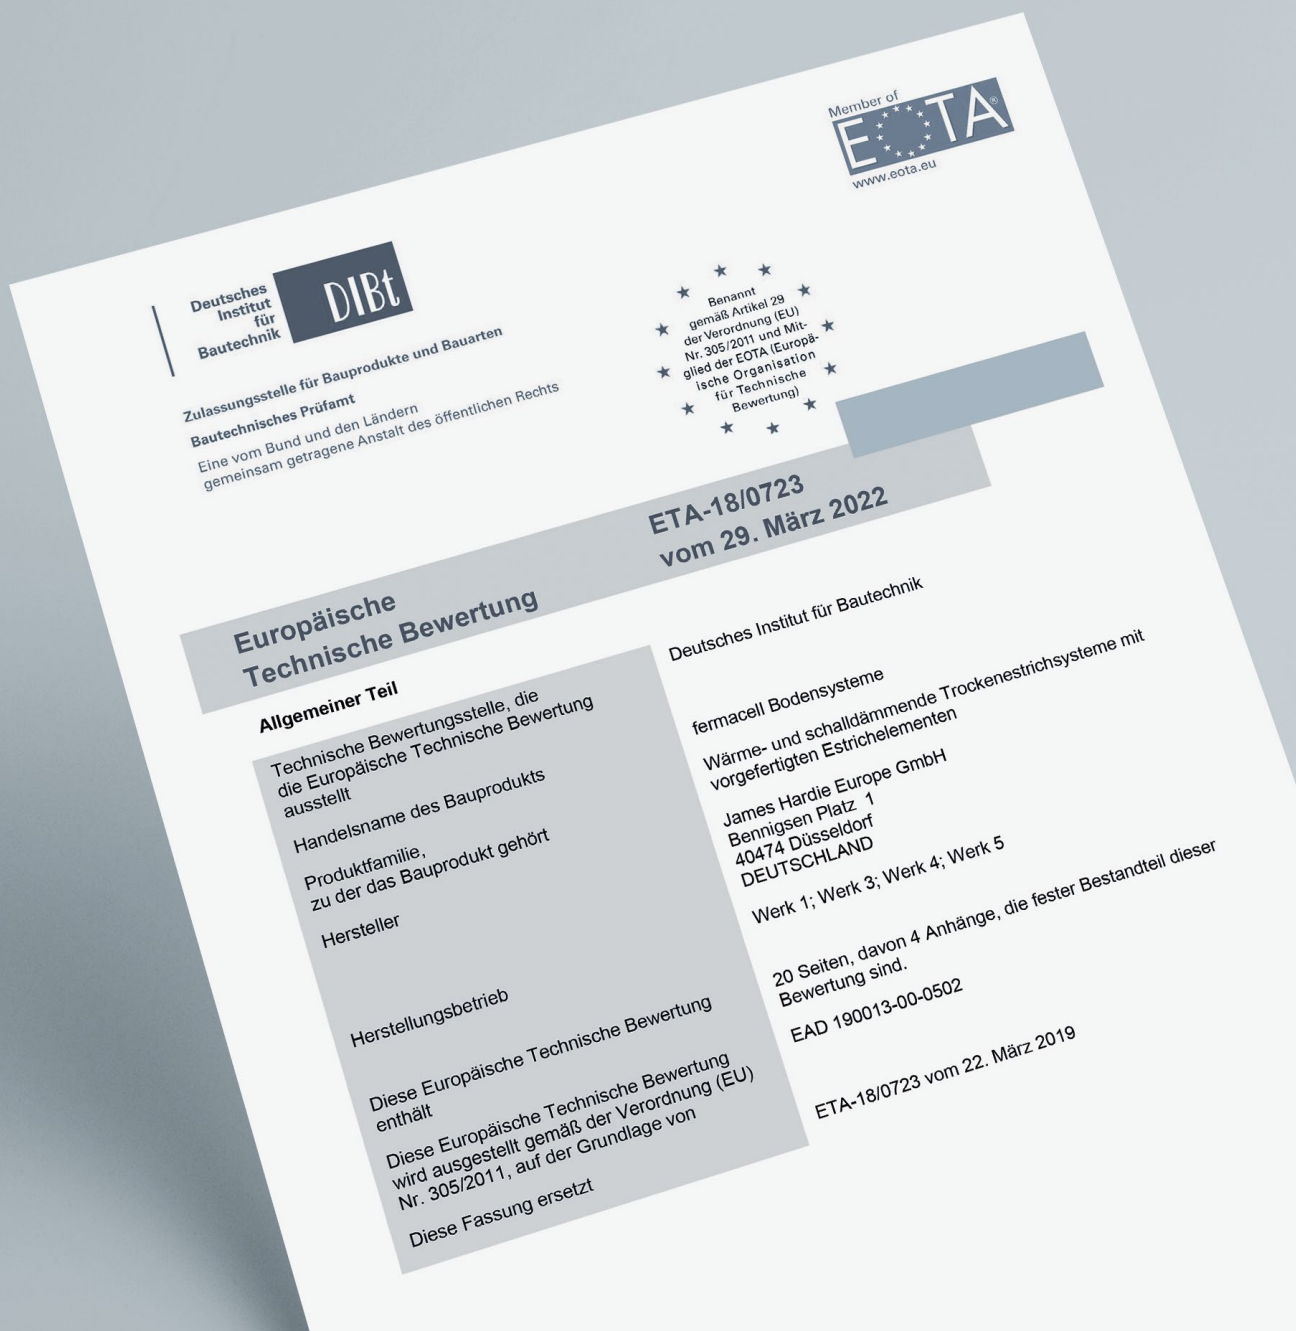 Member of
EOTA®
www.eota.eu
Deutsches
Institut
für
Bautechnik
DIBt
Zulassungsstelle für Bauprodukte und Bauarten
Bautechnisches Prüfamt
Eine vom Bund und den Ländern
gemeinsam getragene Anstalt des öffentlichen Rechts
Benannt
gemäß Artikel 29
der Verordnung (EU)
Nr. 305/2011 und Mit-
glied der EOTA (Europä-
ische Organisation
für Technische
Bewertung)
Europäische
Technische Bewertung
ETA-18/0723
vom 29. März 2022
Allgemeiner Teil
Technische Bewertungsstelle, die
die Europäische Technische Bewertung
ausstellt
Deutsches Institut für Bautechnik
Handelsname des Bauprodukts
fermacell Bodensysteme
Produktfamilie,
zu der das Bauprodukt gehört
Wärme- und schalldämmende Trockenestrichsysteme mit
vorgefertigten Estrichelementen
Hersteller
James Hardie Europe GmbH
Bennigsen Platz 1
40474 Düsseldorf
DEUTSCHLAND
Herstellungsbetrieb
Werk 1; Werk 3; Werk 4; Werk 5
Diese Europäische Technische Bewertung
enthält
20 Seiten, davon 4 Anhänge, die fester Bestandteil dieser
Bewertung sind.
Diese Europäische Technische Bewertung
wird ausgestellt gemäß der Verordnung (EU)
Nr. 305/2011, auf der Grundlage von
EAD 190013-00-0502
Diese Fassung ersetzt
ETA-18/0723 vom 22. März 2019